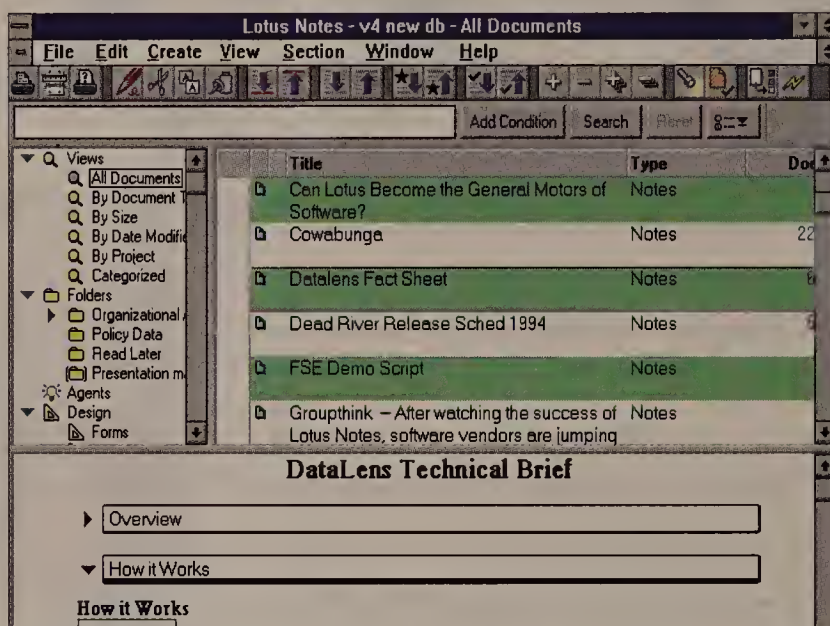 Lotus Notes - v4 new db - All Documents
File Edit Create View Section Window Help
Add Condition Search Reset
Views
All Documents
By Document T
By Size
By Date Modifie
By Project
Categorized
Folders
Organizational
Policy Data
Read Later
Presentation m
Agents
Design
Forms
Title Type Doc
Can Lotus Become the General Motors of Notes
Software?
Cowabunga Notes 22
Datalens Fact Sheet Notes
Dead River Release Sched 1994 Notes
FSE Demo Script Notes
Groupthink – After watching the success of Notes
Lotus Notes, software vendors are jumping
DataLens Technical Brief
Overview
How it Works
How it Works